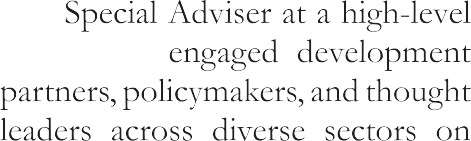 Special Adviser at a high-level
engaged development
partners, policymakers, and thought
leaders across diverse sectors on